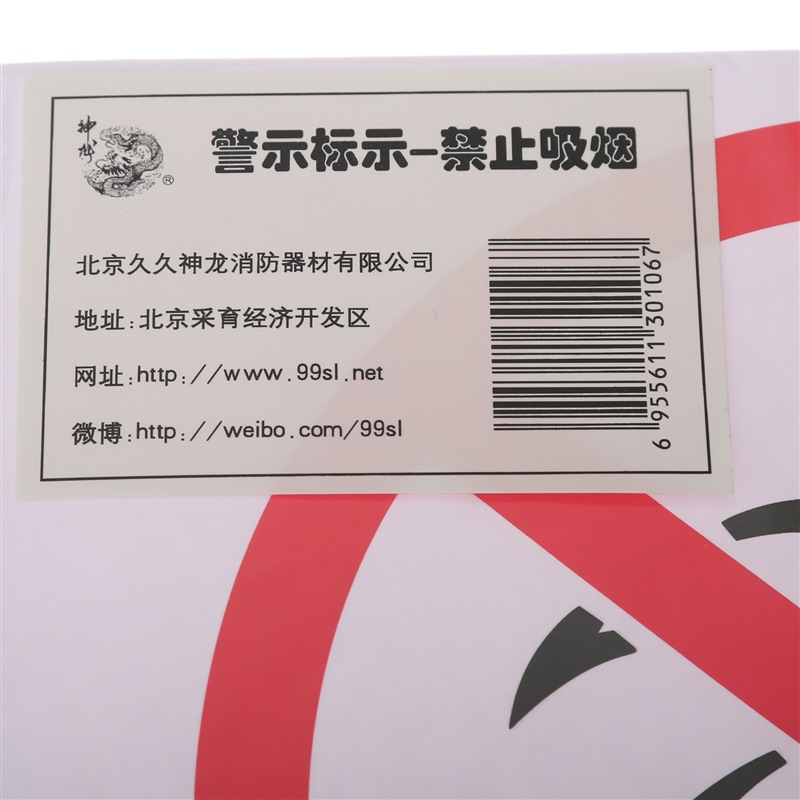 神龙
®
警示标示-禁止吸烟
北京久久神龙消防器材有限公司
地址:北京采育经济开发区
网址:http://www.99sl.net
微博:http://weibo.com/99sl
6 955611 301067